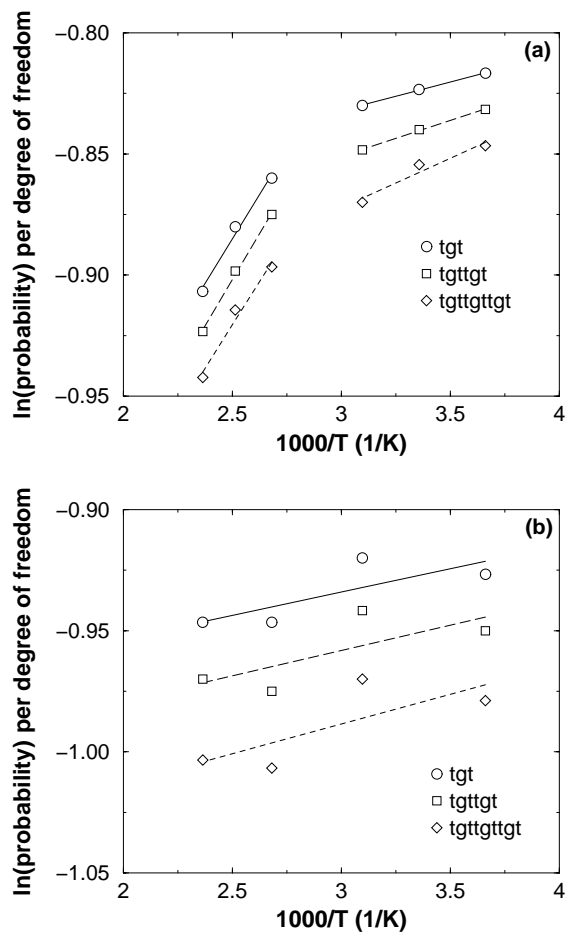 (a)
ln(probability) per degree of freedom
−0.80
−0.85
−0.90
−0.95
tgt
tgttgt
tgttgttgt
2 2.5 3 3.5 4
1000/T (1/K)
(b)
ln(probability) per degree of freedom
−0.90
−0.95
−1.00
−1.05
tgt
tgttgt
tgttgttgt
2 2.5 3 3.5 4
1000/T (1/K)